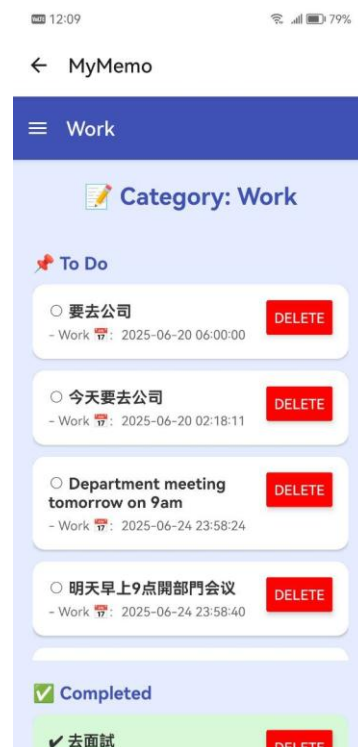 12:09
79%
← MyMemo
≡ Work
📝 Category: Work
📌 To Do
○ 要去公司
- Work 📅: 2025-06-20 06:00:00
DELETE
○ 今天要去公司
- Work 📅: 2025-06-20 02:18:11
DELETE
○ Department meeting
tomorrow on 9am
- Work 📅: 2025-06-24 23:58:24
DELETE
○ 明天早上9点開部門会议
- Work 📅: 2025-06-24 23:58:40
DELETE
✅ Completed
✔ 去面試
DELETE